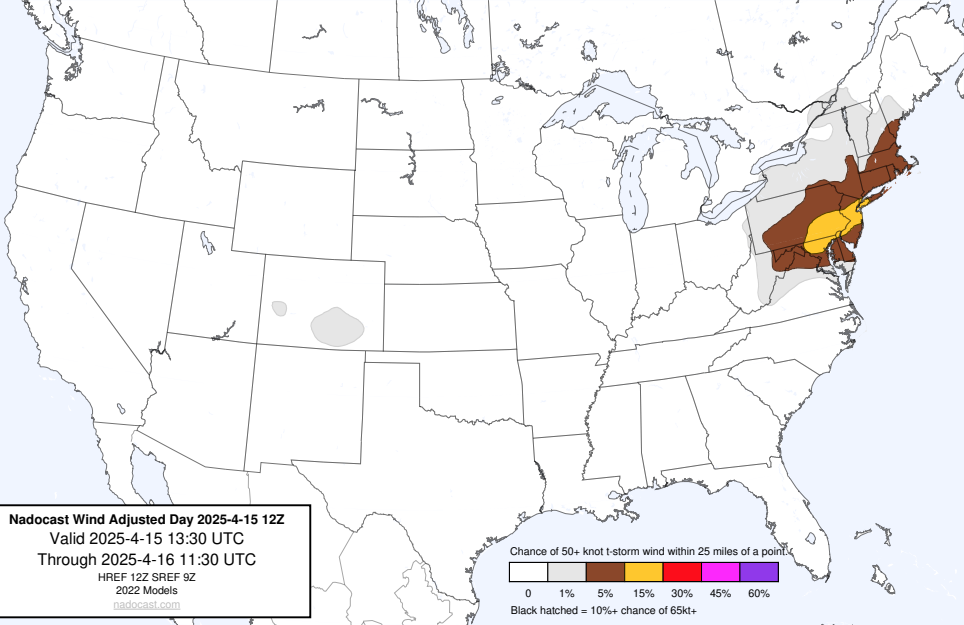 Nadocast Wind Adjusted Day 2025-4-15 12Z
Valid 2025-4-15 13:30 UTC
Through 2025-4-16 11:30 UTC
HREF 12Z SREF 9Z
2022 Models
nadocast.com
Chance of 50+ knot t-storm wind within 25 miles of a point.
0 1% 5% 15% 30% 45% 60%
Black hatched = 10%+ chance of 65kt+